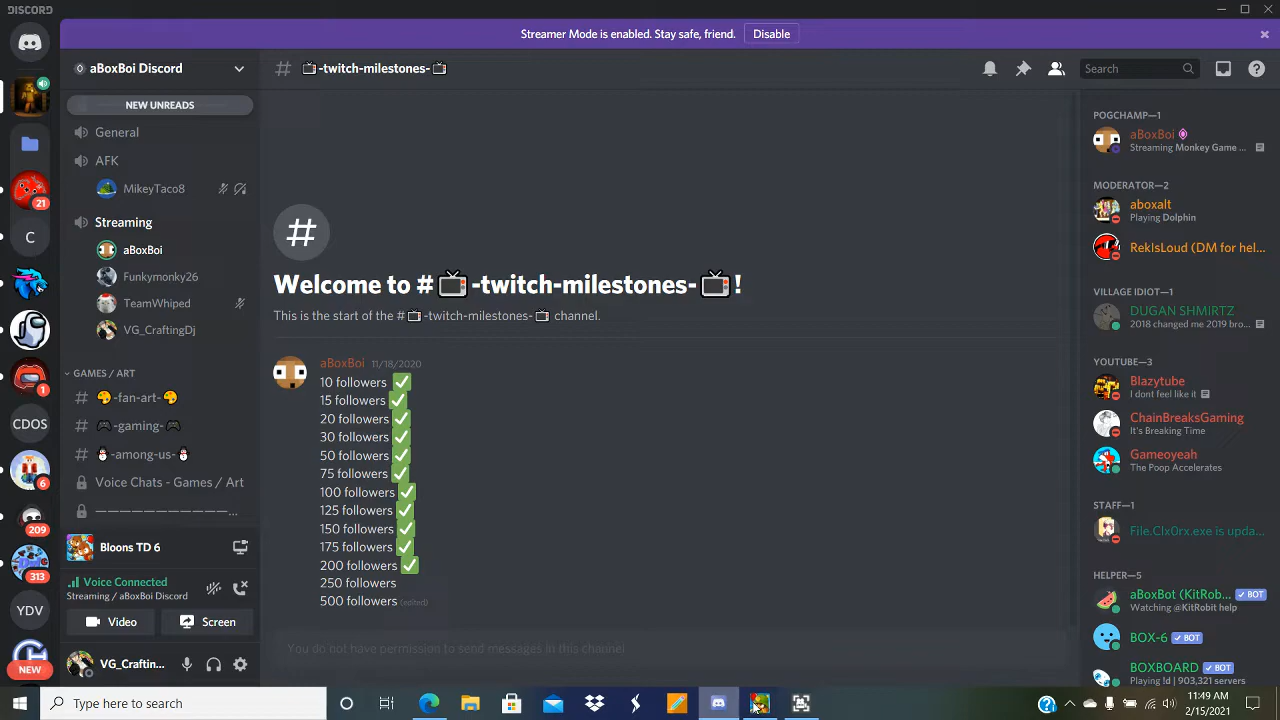 DISCORD
Streamer Mode is enabled. Stay safe, friend. Disable
aBoxBoi Discord
NEW UNREADS
General
AFK
MikeyTaco8
Streaming
aBoxBoi
Funkymonky26
TeamWhiped
VG_CraftingDj
GAMES / ART
# 🎨-fan-art-🎨
# 🎮-gaming-🎮
# 🐧-among-us-🐧
Voice Chats - Games / Art
——————————...
Bloons TD 6
Voice Connected
Streaming / aBoxBoi Discord
Video
Screen
VG_Craftin...
21
C
1
CDOS
6
209
313
YDV
NEW
# 📺-twitch-milestones-📺
Search
#
Welcome to #📺-twitch-milestones-📺!
This is the start of the #📺-twitch-milestones-📺 channel.
aBoxBoi 11/18/2020
10 followers ✅
15 followers ✅
20 followers ✅
30 followers ✅
50 followers ✅
75 followers ✅
100 followers ✅
125 followers ✅
150 followers ✅
175 followers ✅
200 followers ✅
250 followers
500 followers (edited)
You do not have permission to send messages in this channel
POGCHAMP—1
aBoxBoi
Streaming Monkey Game ...
MODERATOR—2
aboxalt
Playing Dolphin
RekIsLoud (DM for hel...
VILLAGE IDIOT—1
DUGAN SHMIRTZ
2018 changed me 2019 bro...
YOUTUBE—3
Blazytube
I dont feel like it
ChainBreaksGaming
It's Breaking Time
Gameoyeah
The Poop Accelerates
STAFF—1
File.Clx0rx.exe is upda...
HELPER—5
aBoxBot (KitRob... ✓ BOT
Watching @KitRobit help
BOX-6 ✓ BOT
BOXBOARD ✓ BOT
Playing !d | 903,321 servers
Type here to search
11:49 AM
2/15/2021